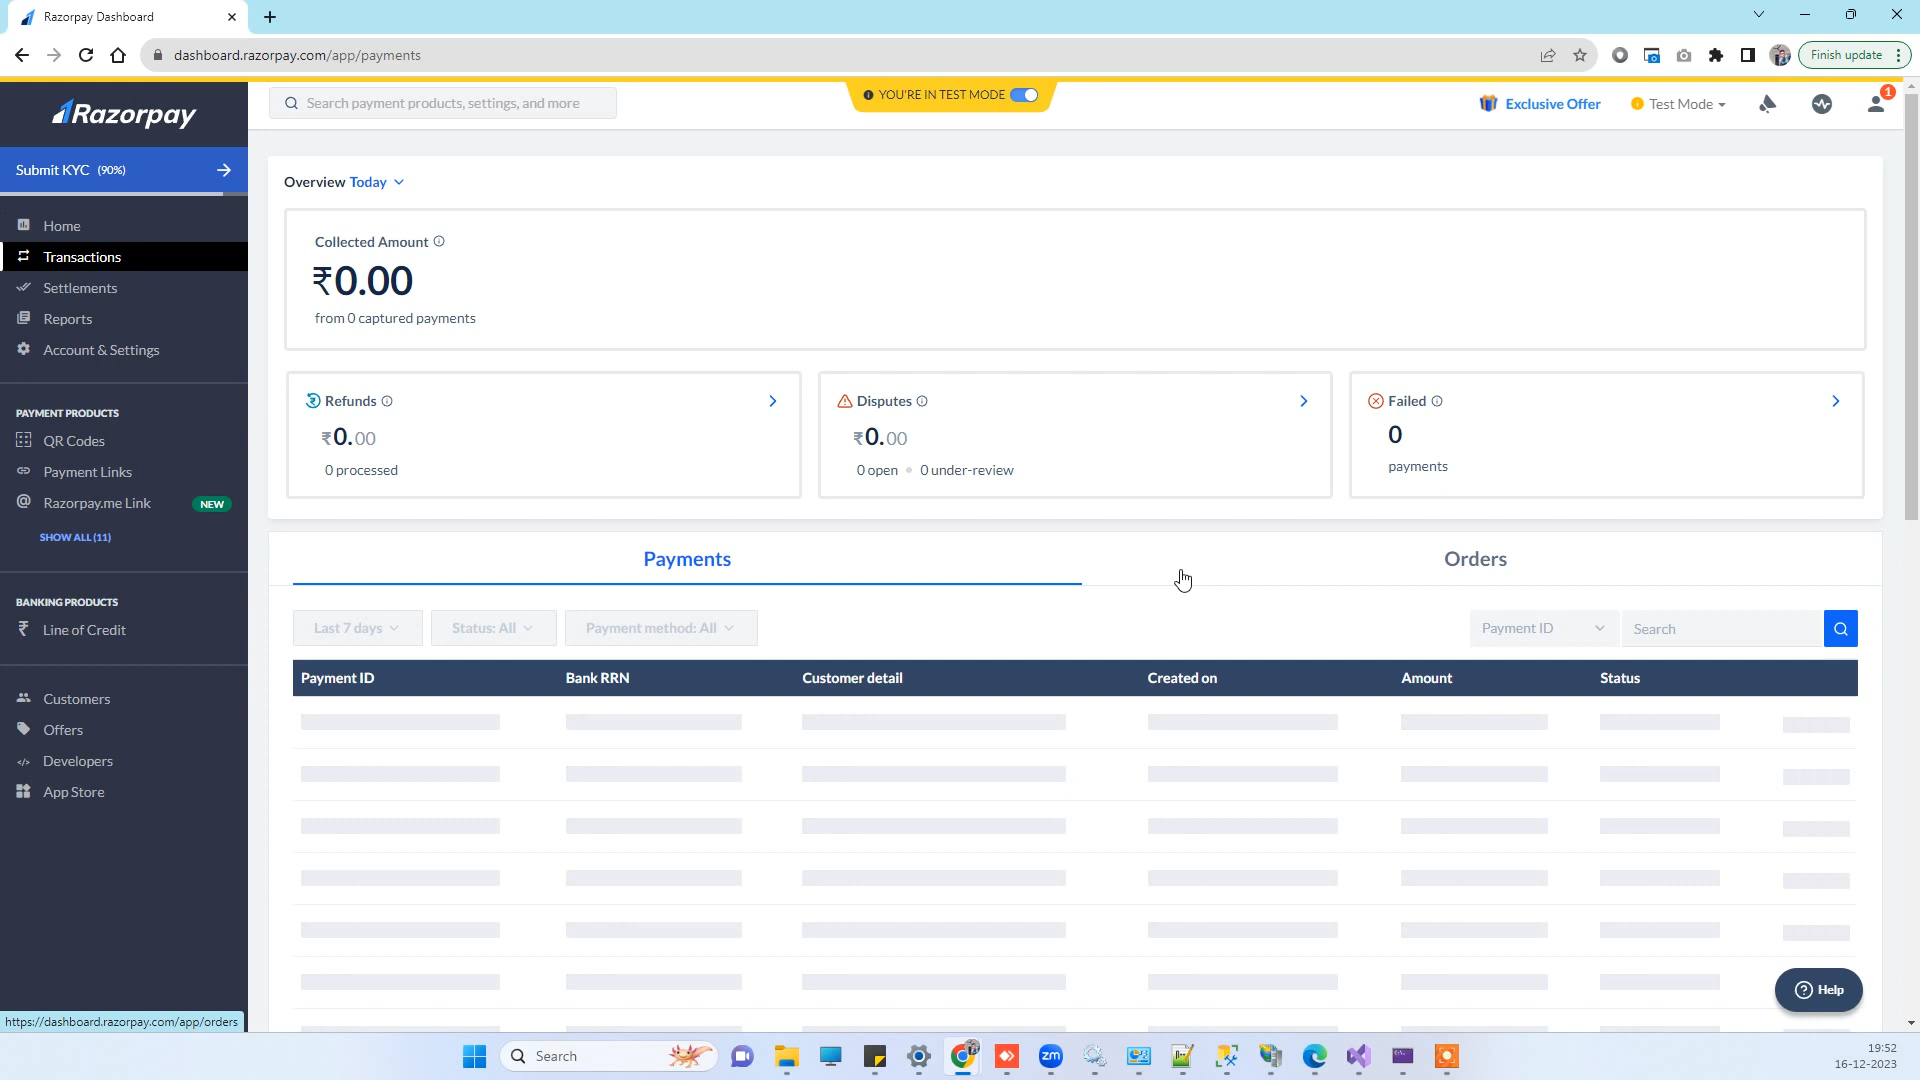 Razorpay Dashboard
dashboard.razorpay.com/app/payments
Finish update
Razorpay
Search payment products, settings, and more
YOU'RE IN TEST MODE
Exclusive Offer
Test Mode
1
Submit KYC (90%)
Home
Transactions
Settlements
Reports
Account & Settings
PAYMENT PRODUCTS
QR Codes
Payment Links
Razorpay.me Link NEW
SHOW ALL (11)
BANKING PRODUCTS
Line of Credit
Customers
Offers
Developers
App Store
Overview Today
Collected Amount
₹0.00
from 0 captured payments
Refunds
₹0.00
0 processed
Disputes
₹0.00
0 open 0 under-review
Failed
0
payments
Payments Orders
Last 7 days Status: All Payment method: All Payment ID Search
Payment ID Bank RRN Customer detail Created on Amount Status
Help
https://dashboard.razorpay.com/app/orders
Search
zm
19:52
16-12-2023